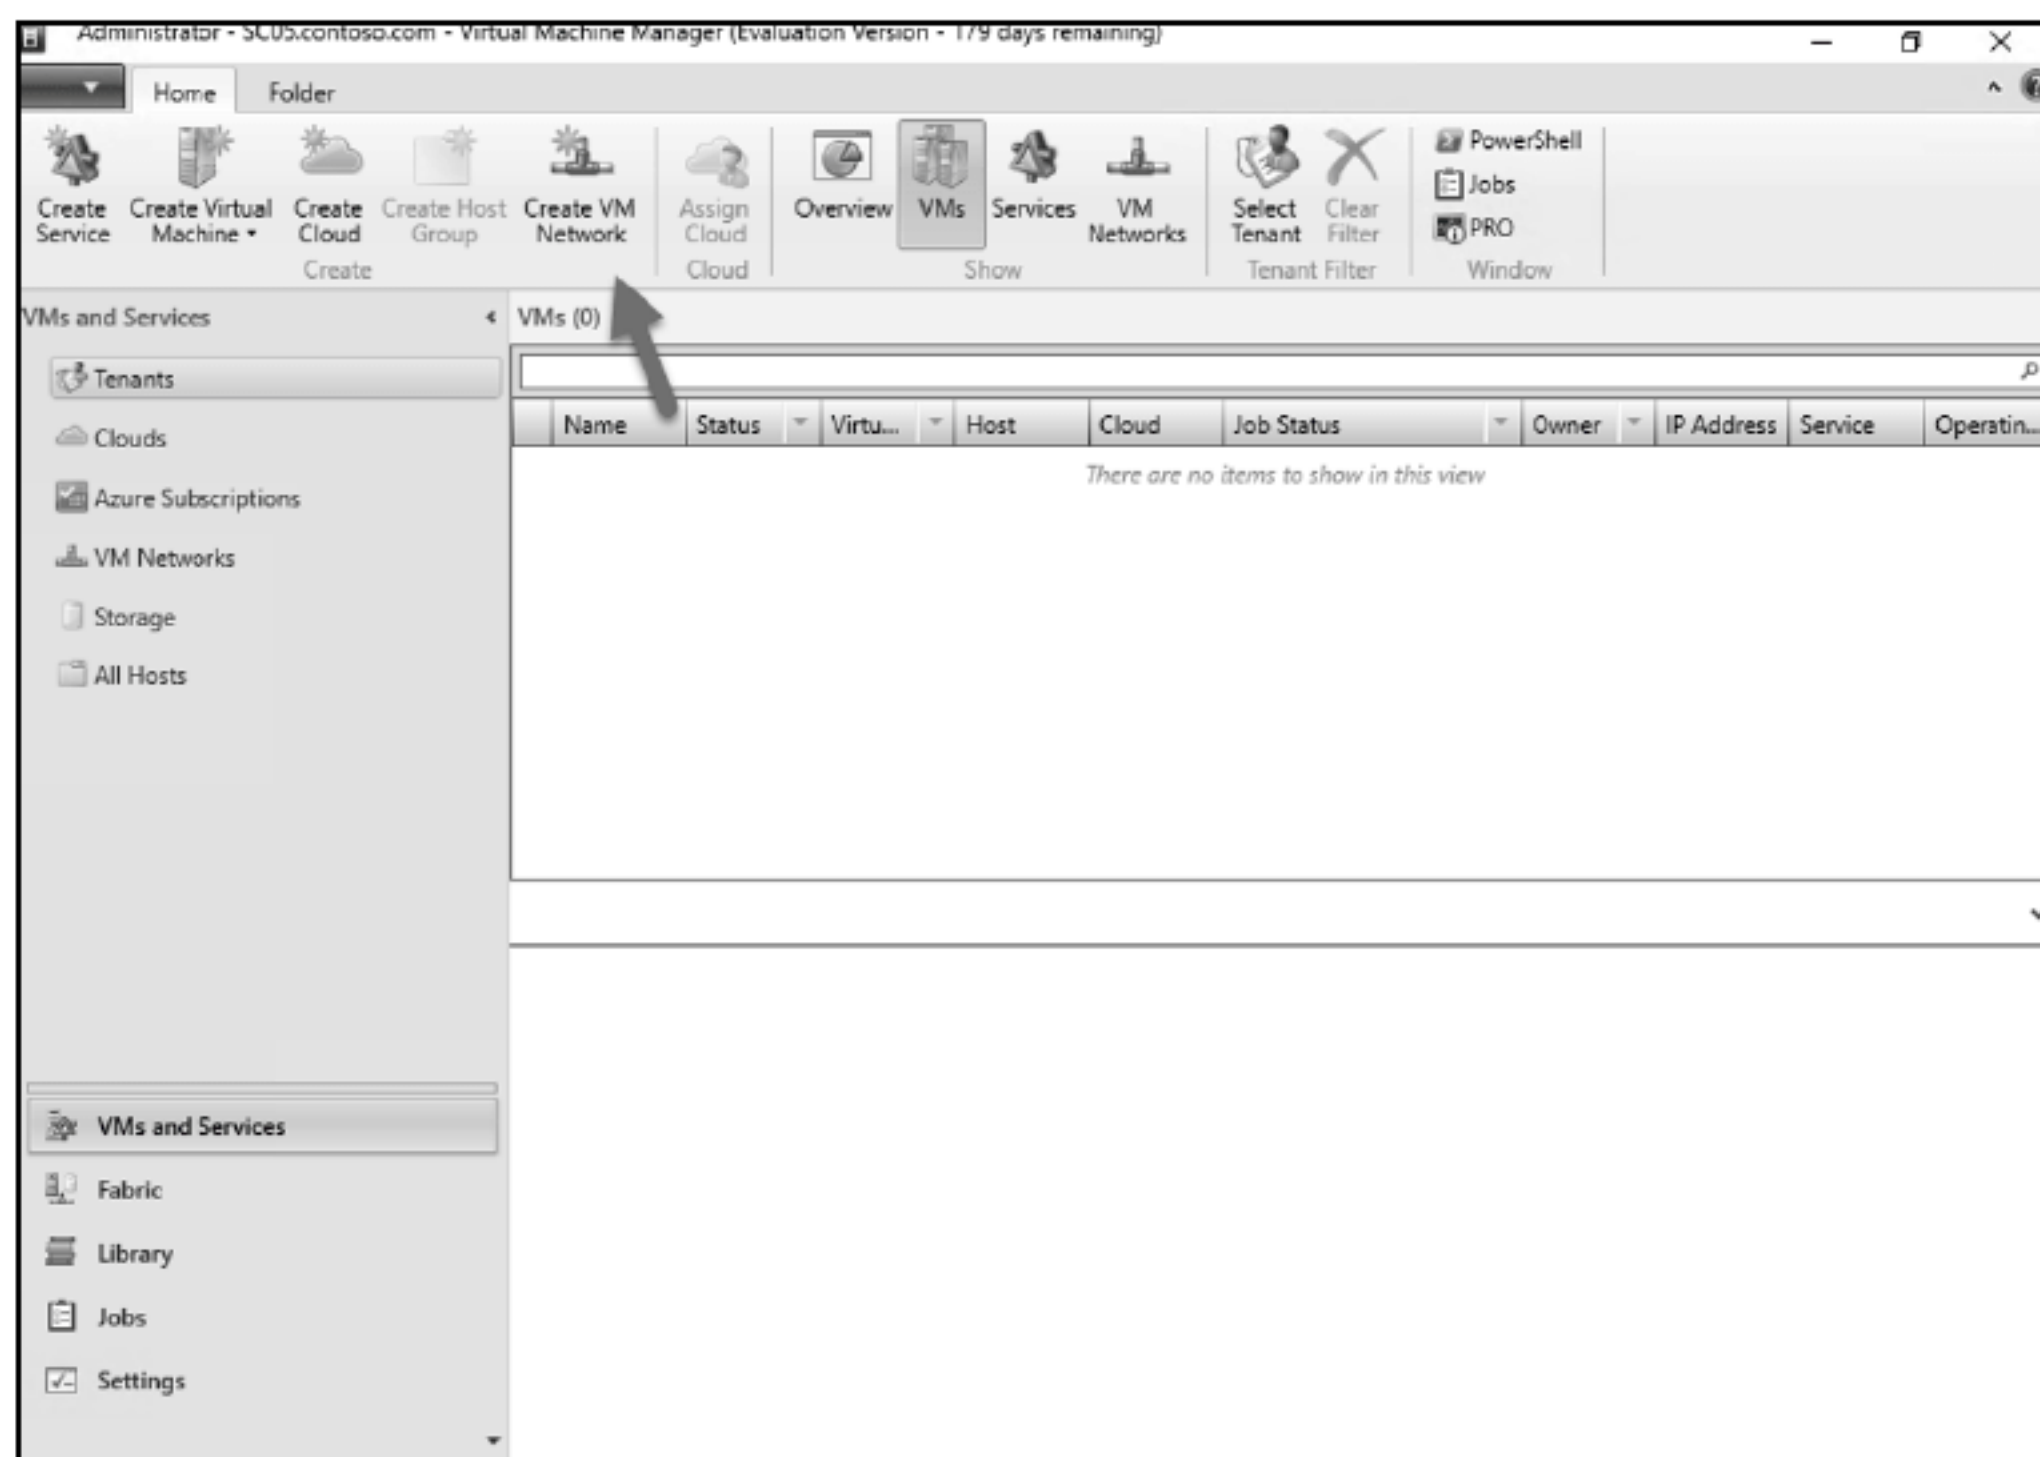 Administrator - SC05.contoso.com - Virtual Machine Manager (Evaluation Version - 179 days remaining)
Home Folder
Create Service
Create Virtual Machine
Create Cloud
Create Host Group
Create VM Network
Create
Assign Cloud
Cloud
Overview
VMs
Services
VM Networks
Show
Select Tenant
Clear Filter
Tenant Filter
PowerShell
Jobs
PRO
Window
VMs and Services
Tenants
Clouds
Azure Subscriptions
VM Networks
Storage
All Hosts
VMs and Services
Fabric
Library
Jobs
Settings
VMs (0)
Name Status Virtu... Host Cloud Job Status Owner IP Address Service Operatin...
There are no items to show in this view